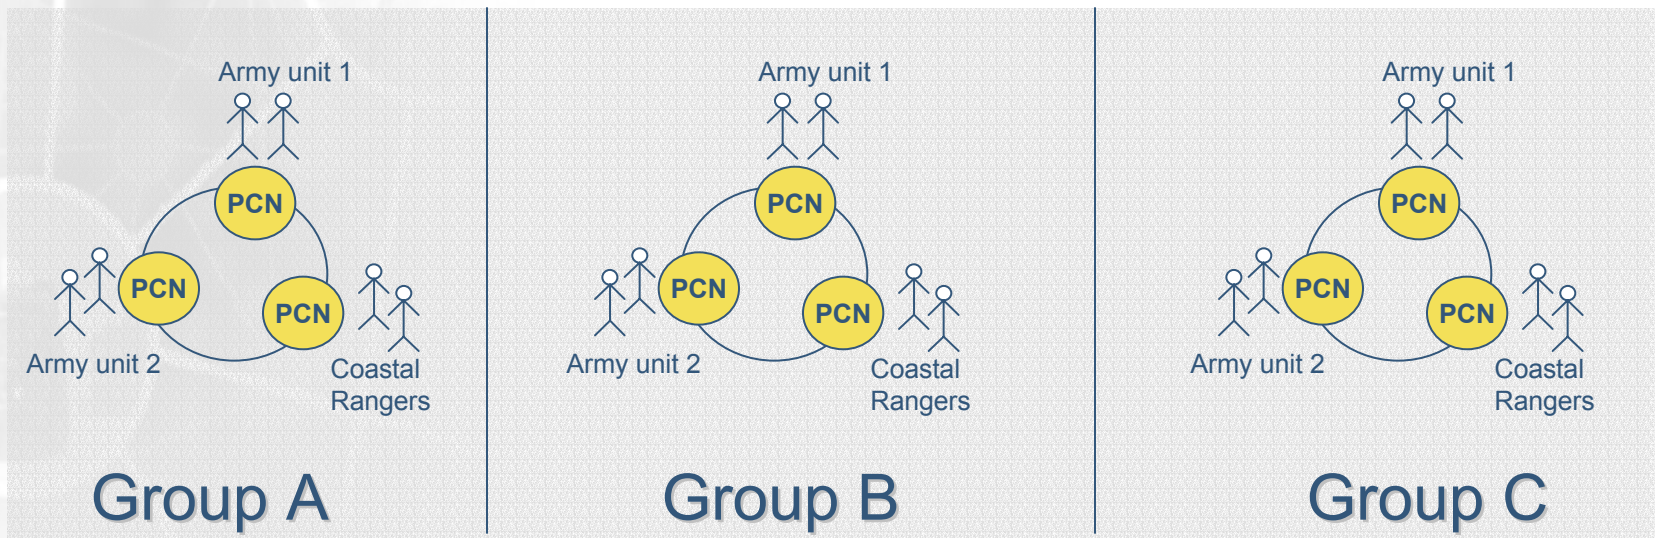 Army unit 1
PCN
PCN
PCN
Army unit 2
Coastal
Rangers
Group A
Army unit 1
PCN
PCN
PCN
Army unit 2
Coastal
Rangers
Group B
Army unit 1
PCN
PCN
PCN
Army unit 2
Coastal
Rangers
Group C